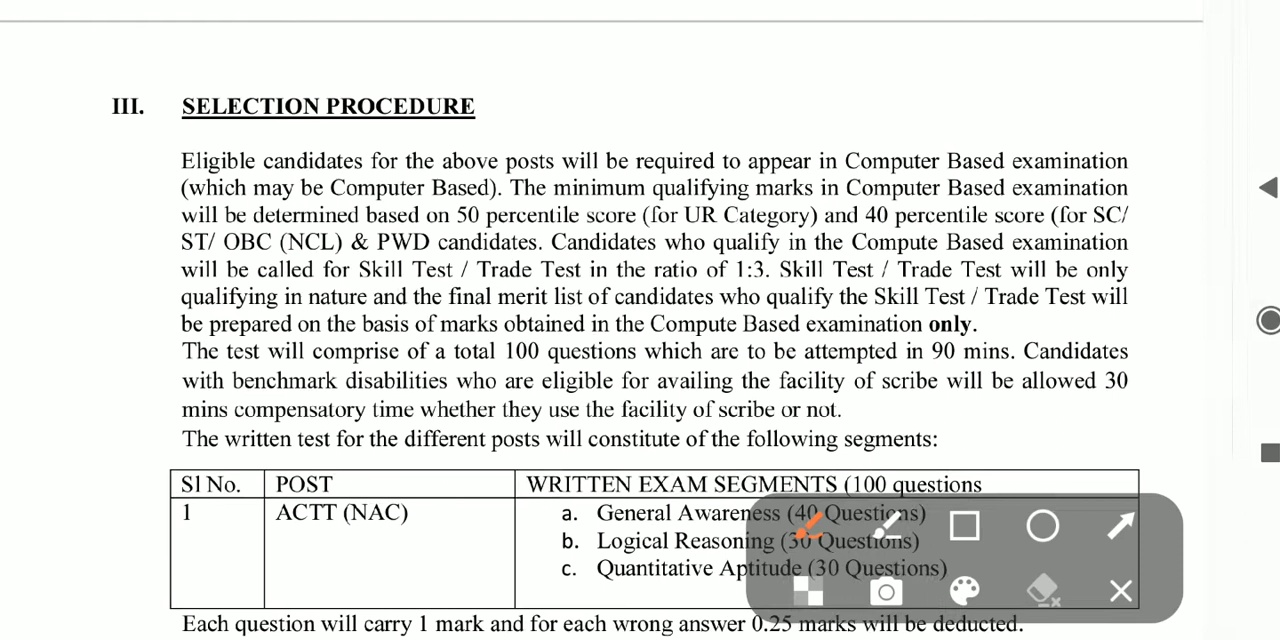 III. SELECTION PROCEDURE
Eligible candidates for the above posts will be required to appear in Computer Based examination
(which may be Computer Based). The minimum qualifying marks in Computer Based examination
will be determined based on 50 percentile score (for UR Category) and 40 percentile score (for SC/
ST/ OBC (NCL) & PWD candidates. Candidates who qualify in the Compute Based examination
will be called for Skill Test / Trade Test in the ratio of 1:3. Skill Test / Trade Test will be only
qualifying in nature and the final merit list of candidates who qualify the Skill Test / Trade Test will
be prepared on the basis of marks obtained in the Compute Based examination only.
The test will comprise of a total 100 questions which are to be attempted in 90 mins. Candidates
with benchmark disabilities who are eligible for availing the facility of scribe will be allowed 30
mins compensatory time whether they use the facility of scribe or not.
The written test for the different posts will constitute of the following segments:
Sl No. POST WRITTEN EXAM SEGMENTS (100 questions
1 ACTT (NAC) a. General Awareness (40 Questions)
b. Logical Reasoning (30 Questions)
c. Quantitative Aptitude (30 Questions)
Each question will carry 1 mark and for each wrong answer 0.25 marks will be deducted.